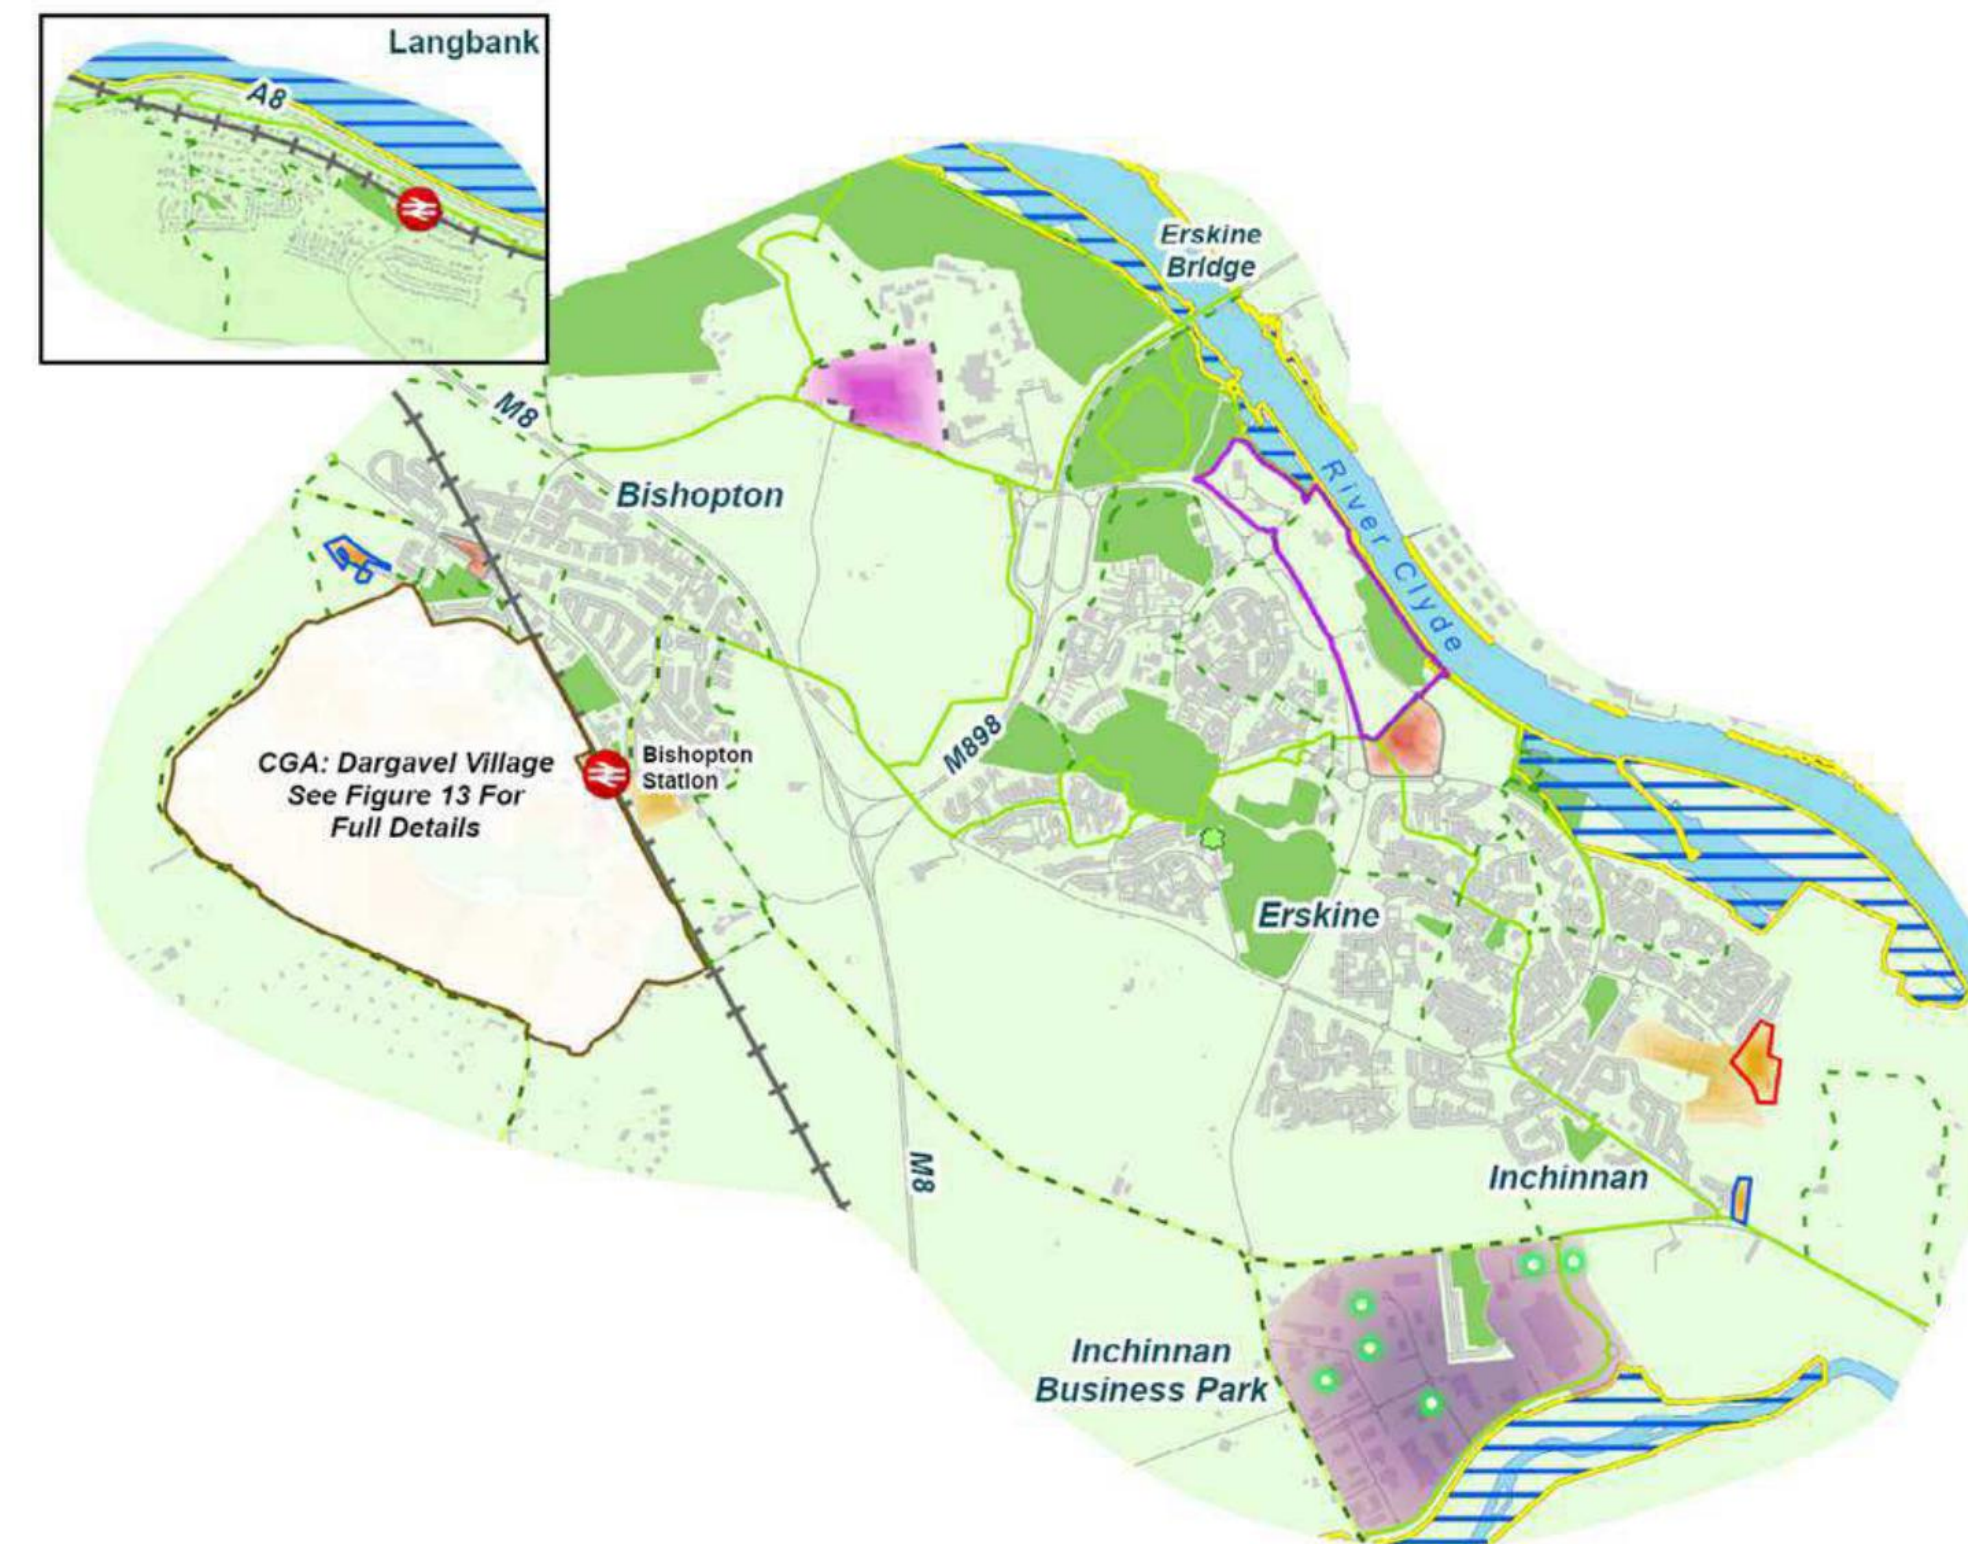 Langbank
A8
Erskine
Bridge
M8
Bishopton
River Clyde
M898
Bishopton
Station
CGA: Dargavel Village
See Figure 13 For
Full Details
Erskine
M8
Inchinnan
Inchinnan
Business Park